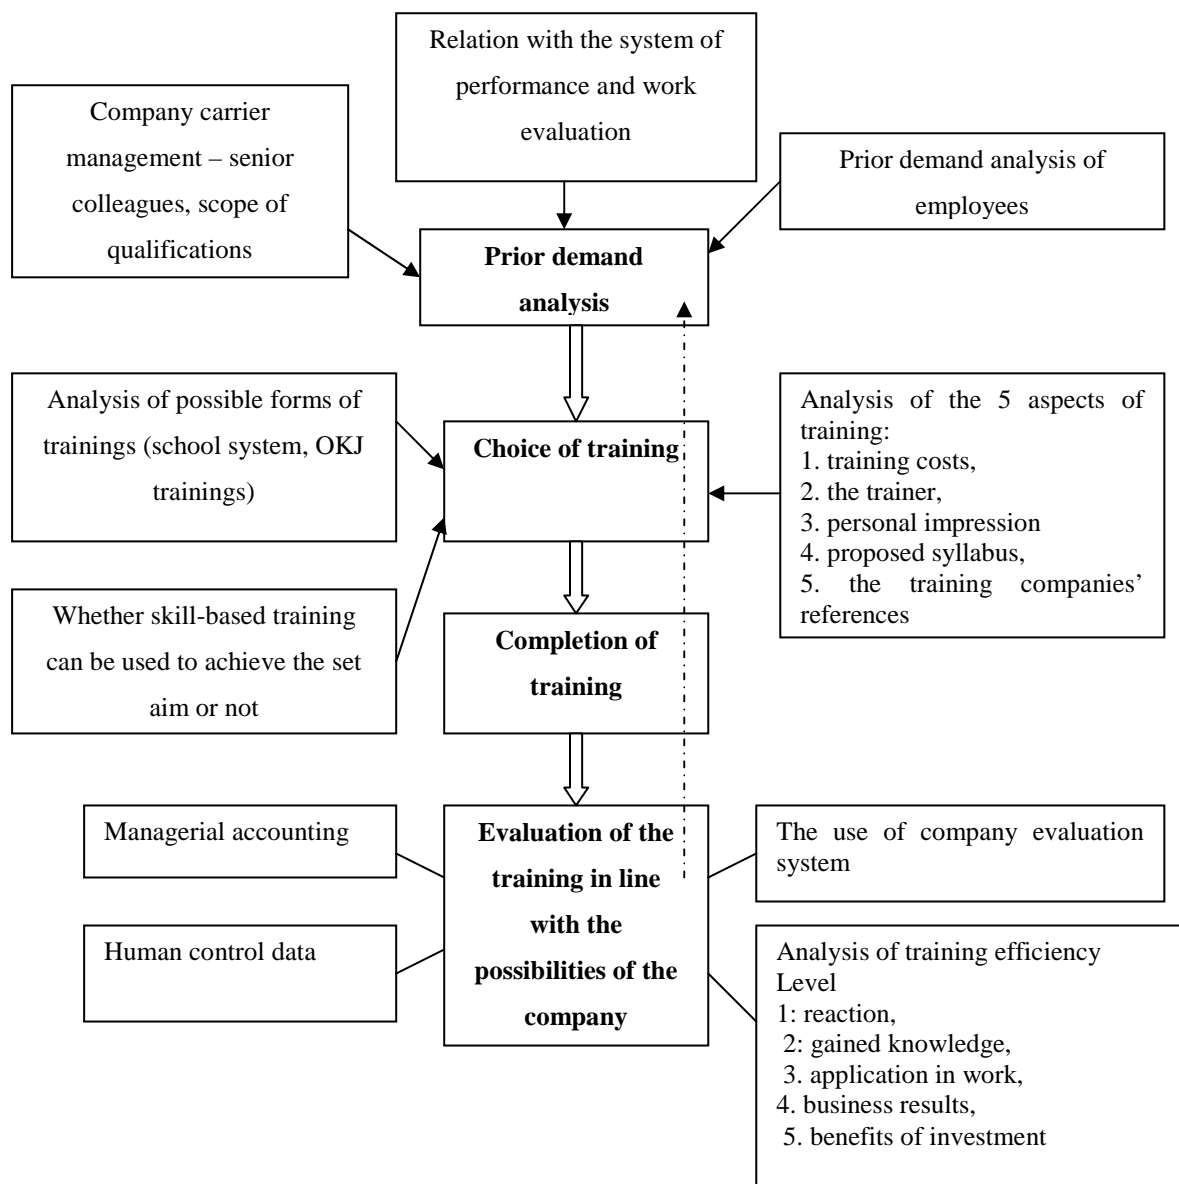 Relation with the system of
performance and work
evaluation
Company carrier
management – senior
colleagues, scope of
qualifications
Prior demand analysis of
employees
Prior demand
analysis
Analysis of possible forms of
trainings (school system, OKJ
trainings)
Choice of training
Analysis of the 5 aspects of
training:
1. training costs,
2. the trainer,
3. personal impression
4. proposed syllabus,
5. the training companies’
references
Whether skill-based training
can be used to achieve the set
aim or not
Completion of
training
Managerial accounting
Evaluation of the
training in line
with the
possibilities of the
company
The use of company evaluation
system
Human control data
Analysis of training efficiency
Level
1: reaction,
2: gained knowledge,
3. application in work,
4. business results,
5. benefits of investment